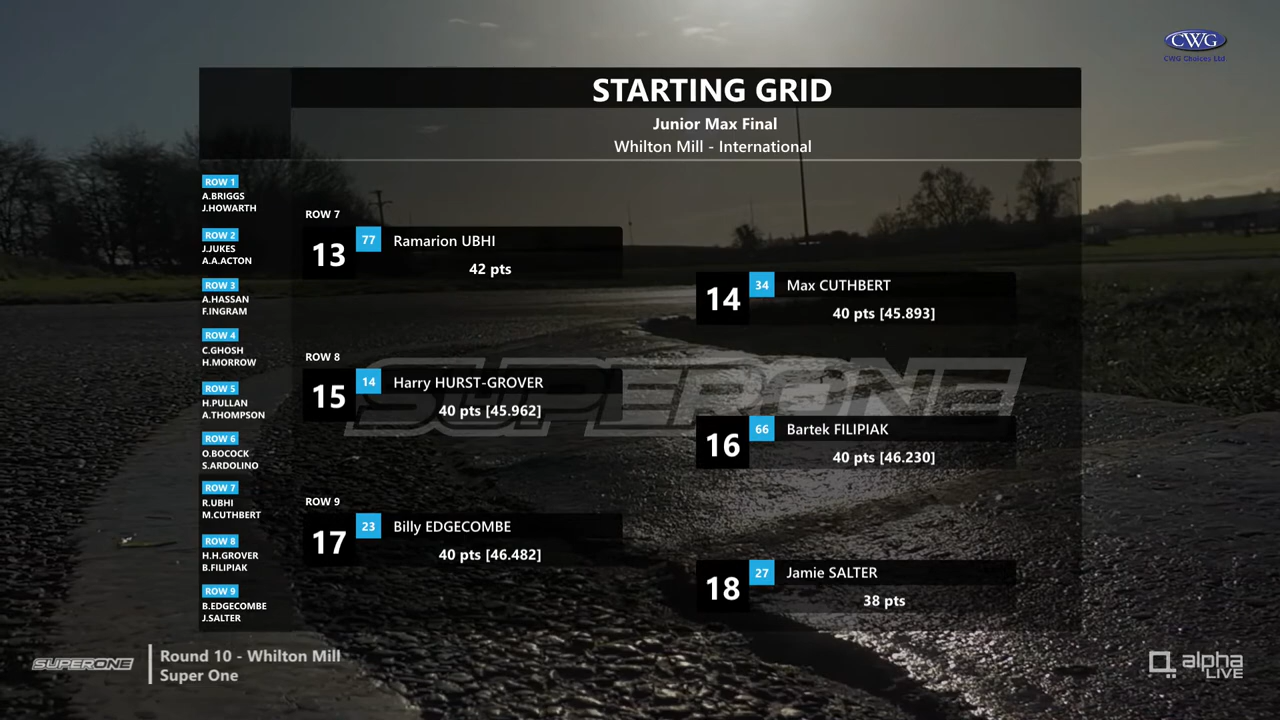 CWG
CWG Choices Ltd
STARTING GRID
Junior Max Final
Whilton Mill - International
ROW 1
A.BRIGGS
J.HOWARTH
ROW 2
J.JUKES
A.A.ACTON
ROW 3
A.HASSAN
F.INGRAM
ROW 4
C.GHOSH
H.MORROW
ROW 5
H.PULLAN
A.THOMPSON
ROW 6
O.BOCOCK
S.ARDOLINO
ROW 7
R.UBHI
M.CUTHBERT
ROW 8
H.H.GROVER
B.FILIPIAK
ROW 9
B.EDGECOMBE
J.SALTER
ROW 7
13 77 Ramarion UBHI
42 pts
14 34 Max CUTHBERT
40 pts [45.893]
ROW 8
15 14 Harry HURST-GROVER
40 pts [45.962]
16 66 Bartek FILIPIAK
40 pts [46.230]
ROW 9
17 23 Billy EDGECOMBE
40 pts [46.482]
18 27 Jamie SALTER
38 pts
SUPERONE
SUPERONE
Round 10 - Whilton Mill
Super One
alpha
LIVE